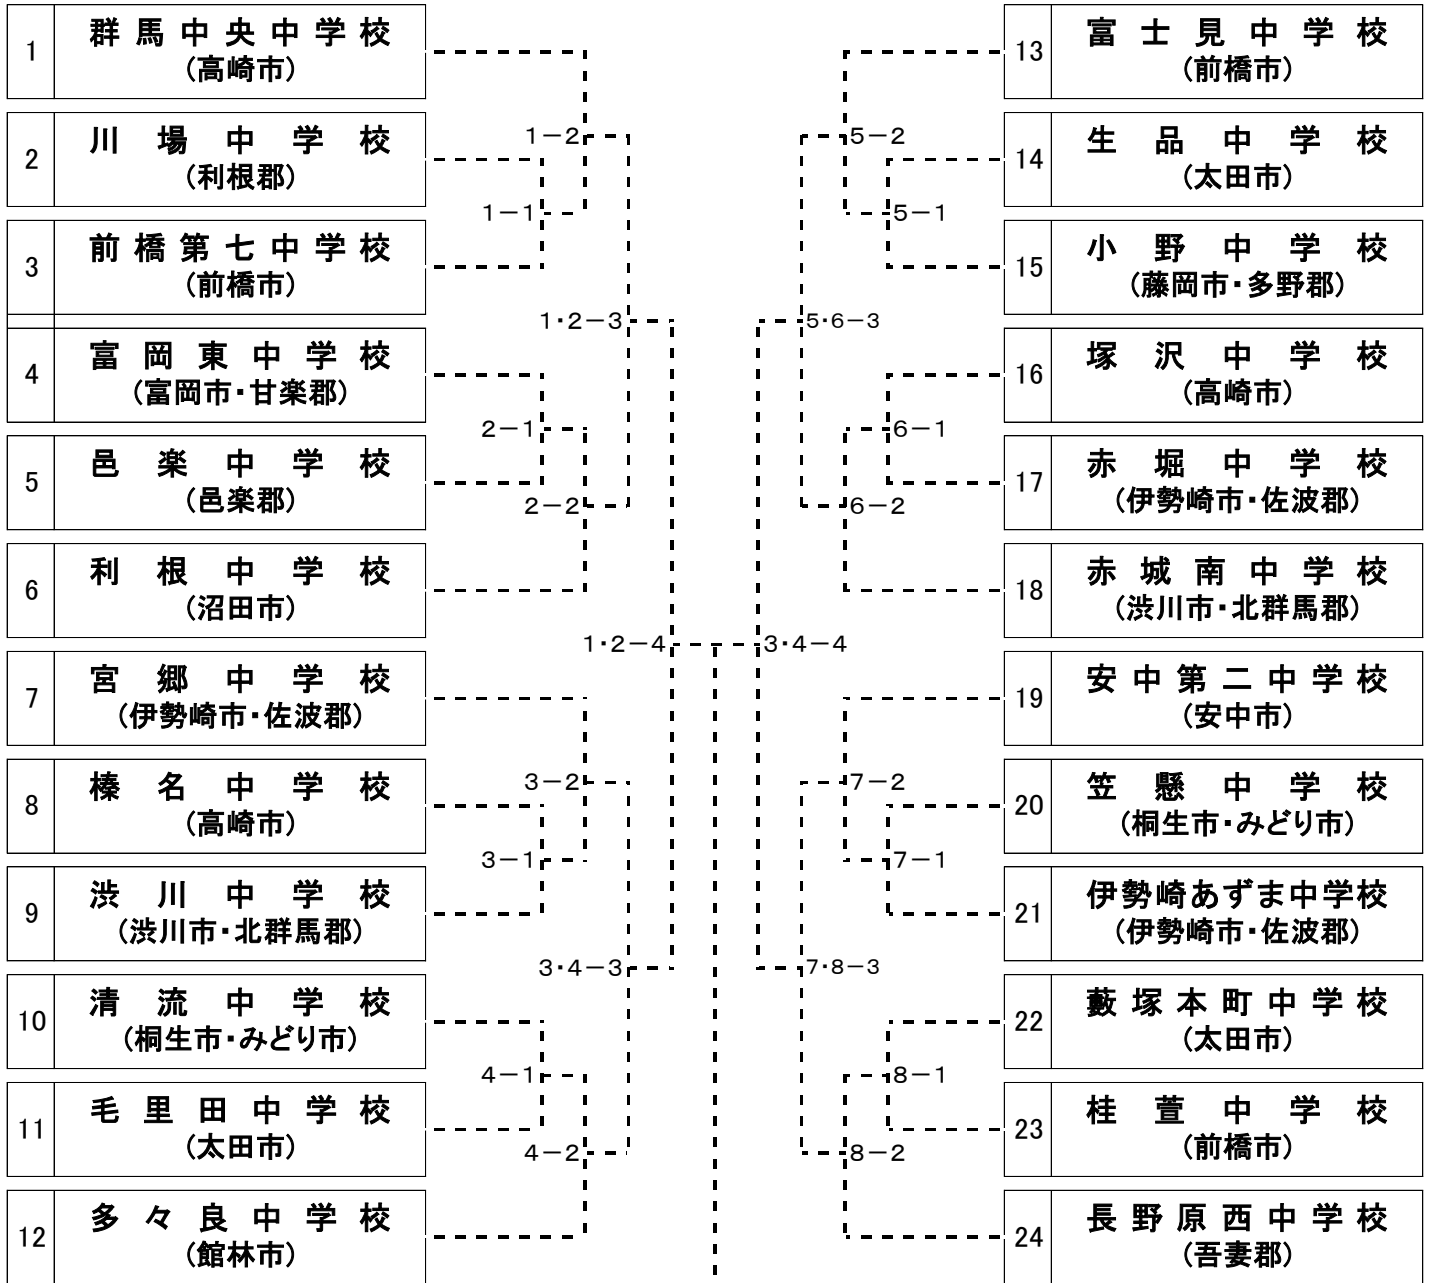 1
群馬中央中学校
(高崎市)
2
川場中学校
(利根郡)
3
前橋第七中学校
(前橋市)
4
富岡東中学校
(富岡市・甘楽郡)
5
邑楽中学校
(邑楽郡)
6
利根中学校
(沼田市)
7
宮郷中学校
(伊勢崎市・佐波郡)
8
榛名中学校
(高崎市)
9
渋川中学校
(渋川市・北群馬郡)
10
清流中学校
(桐生市・みどり市)
11
毛里田中学校
(太田市)
12
多々良中学校
(館林市)
1－2
1－1
1・2－3
2－1
2－2
1・2－4
3－2
3－1
3・4－3
4－1
4－2
5－2
5－1
5・6－3
6－1
6－2
3・4－4
7－2
7－1
7・8－3
8－1
8－2
13
富士見中学校
(前橋市)
14
生品中学校
(太田市)
15
小野中学校
(藤岡市・多野郡)
16
塚沢中学校
(高崎市)
17
赤堀中学校
(伊勢崎市・佐波郡)
18
赤城南中学校
(渋川市・北群馬郡)
19
安中第二中学校
(安中市)
20
笠懸中学校
(桐生市・みどり市)
21
伊勢崎あずま中学校
(伊勢崎市・佐波郡)
22
藪塚本町中学校
(太田市)
23
桂萱中学校
(前橋市)
24
長野原西中学校
(吾妻郡)